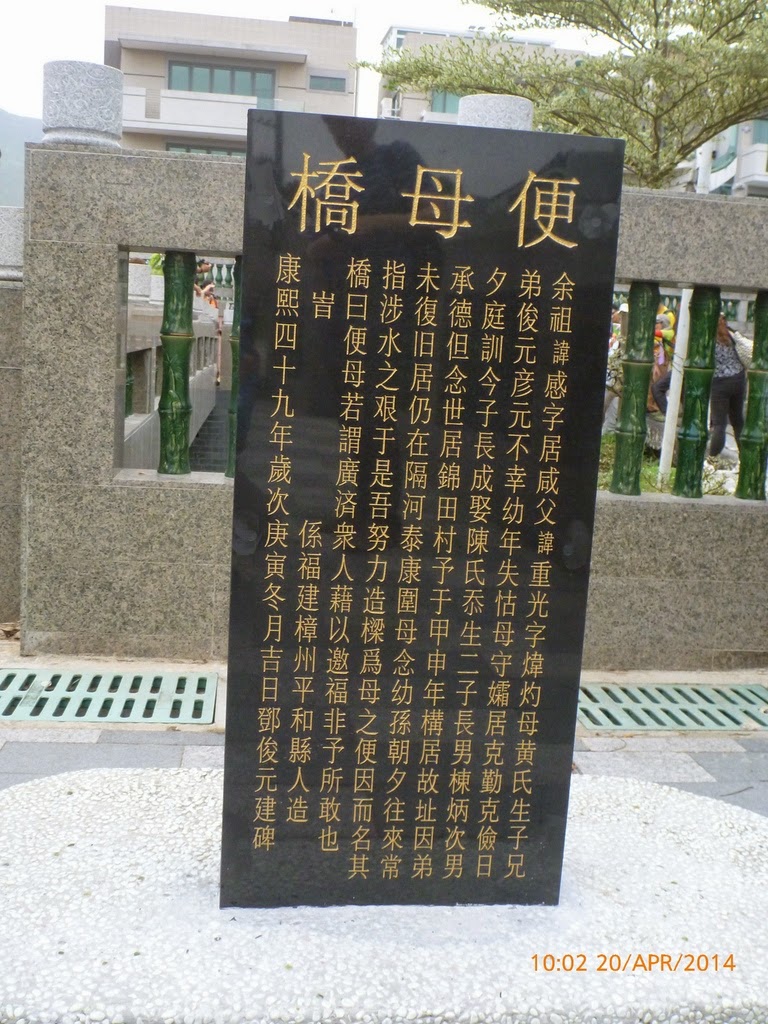 便母橋
余祖諱感字居咸父諱重光字煒灼母黄氏生子兄
弟俊元彦元不幸幼年失怙母守孀居克勤克儉日
夕庭訓今子長成娶陳氏忝生二子長男棟炳次男
承德但念世居錦田村予于甲申年構居故址因弟
未復旧居仍在隔河泰康圍母念幼孫朝夕往來常
指涉水之艰于是吾努力造樑爲母之便因而名其
橋曰便母若謂廣済衆人藉以邀福非予所敢也
旹 係福建樟州平和縣人造
康熙四十九年歲次庚寅冬月吉日鄧俊元建碑
10:02 20/APR/2014